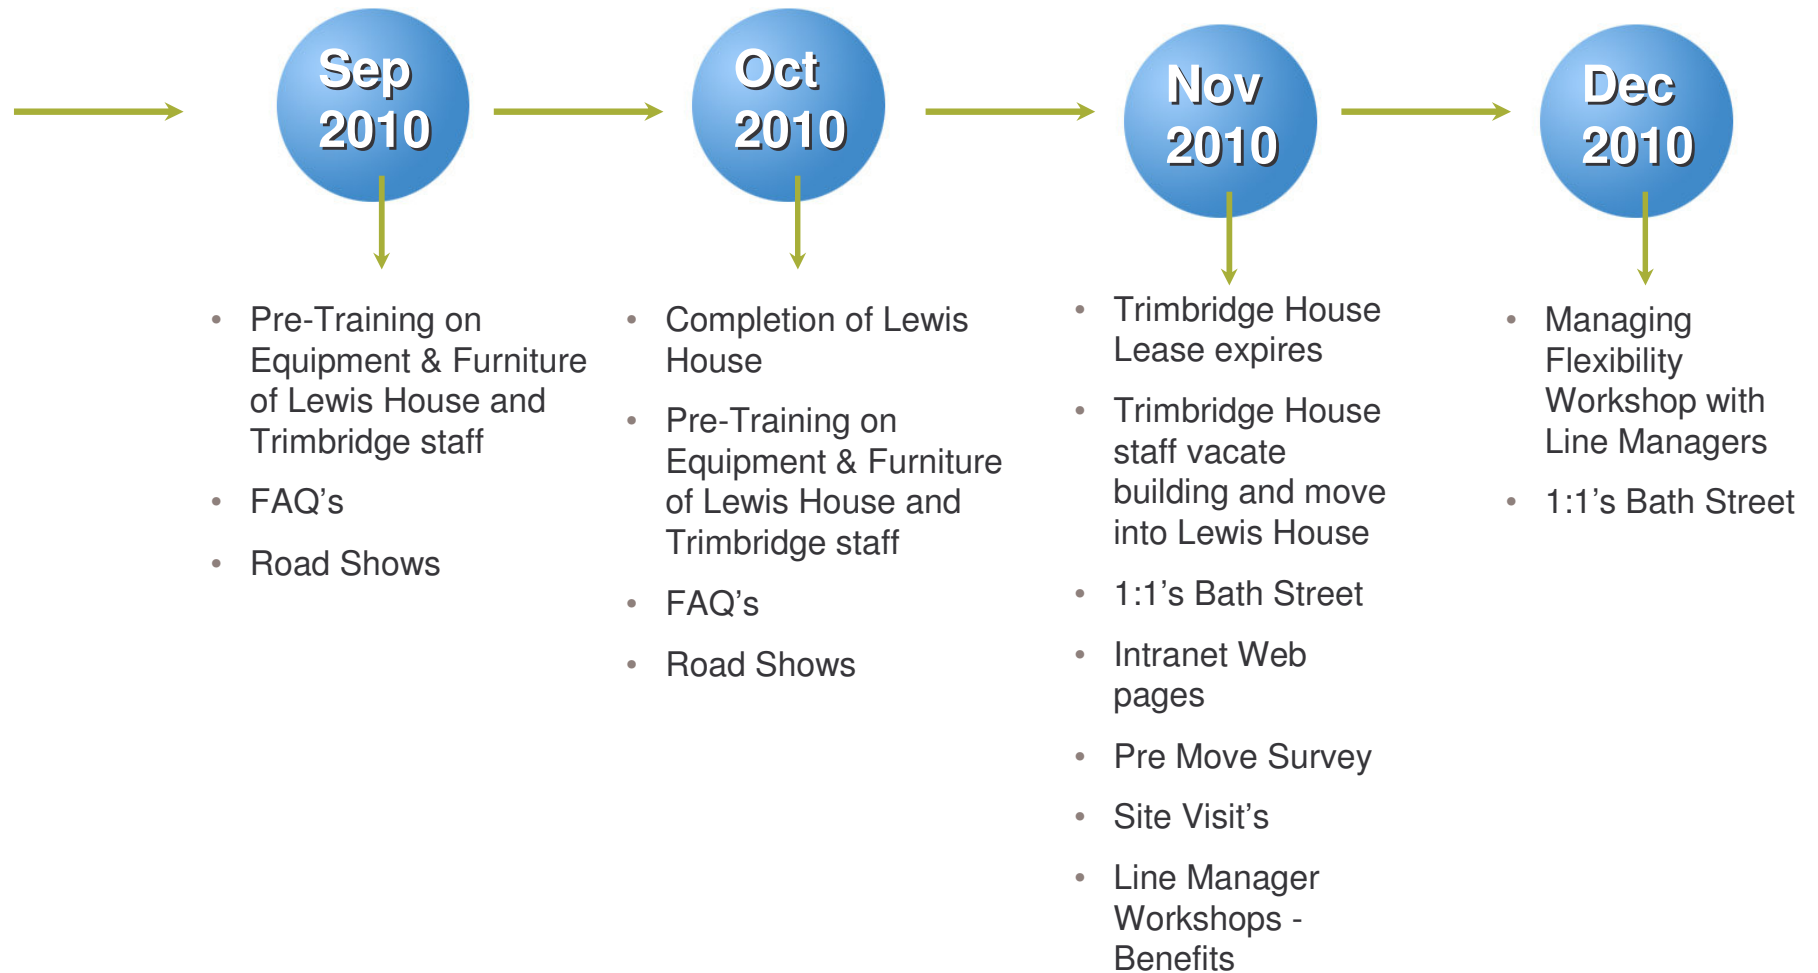 Sep
2010
• Pre-Training on
Equipment & Furniture
of Lewis House and
Trimbridge staff
• FAQ’s
• Road Shows
Oct
2010
• Completion of Lewis
House
• Pre-Training on
Equipment & Furniture
of Lewis House and
Trimbridge staff
• FAQ’s
• Road Shows
Nov
2010
• Trimbridge House
Lease expires
• Trimbridge House
staff vacate
building and move
into Lewis House
• 1:1’s Bath Street
• Intranet Web
pages
• Pre Move Survey
• Site Visit’s
• Line Manager
Workshops -
Benefits
Dec
2010
• Managing
Flexibility
Workshop with
Line Managers
• 1:1’s Bath Street